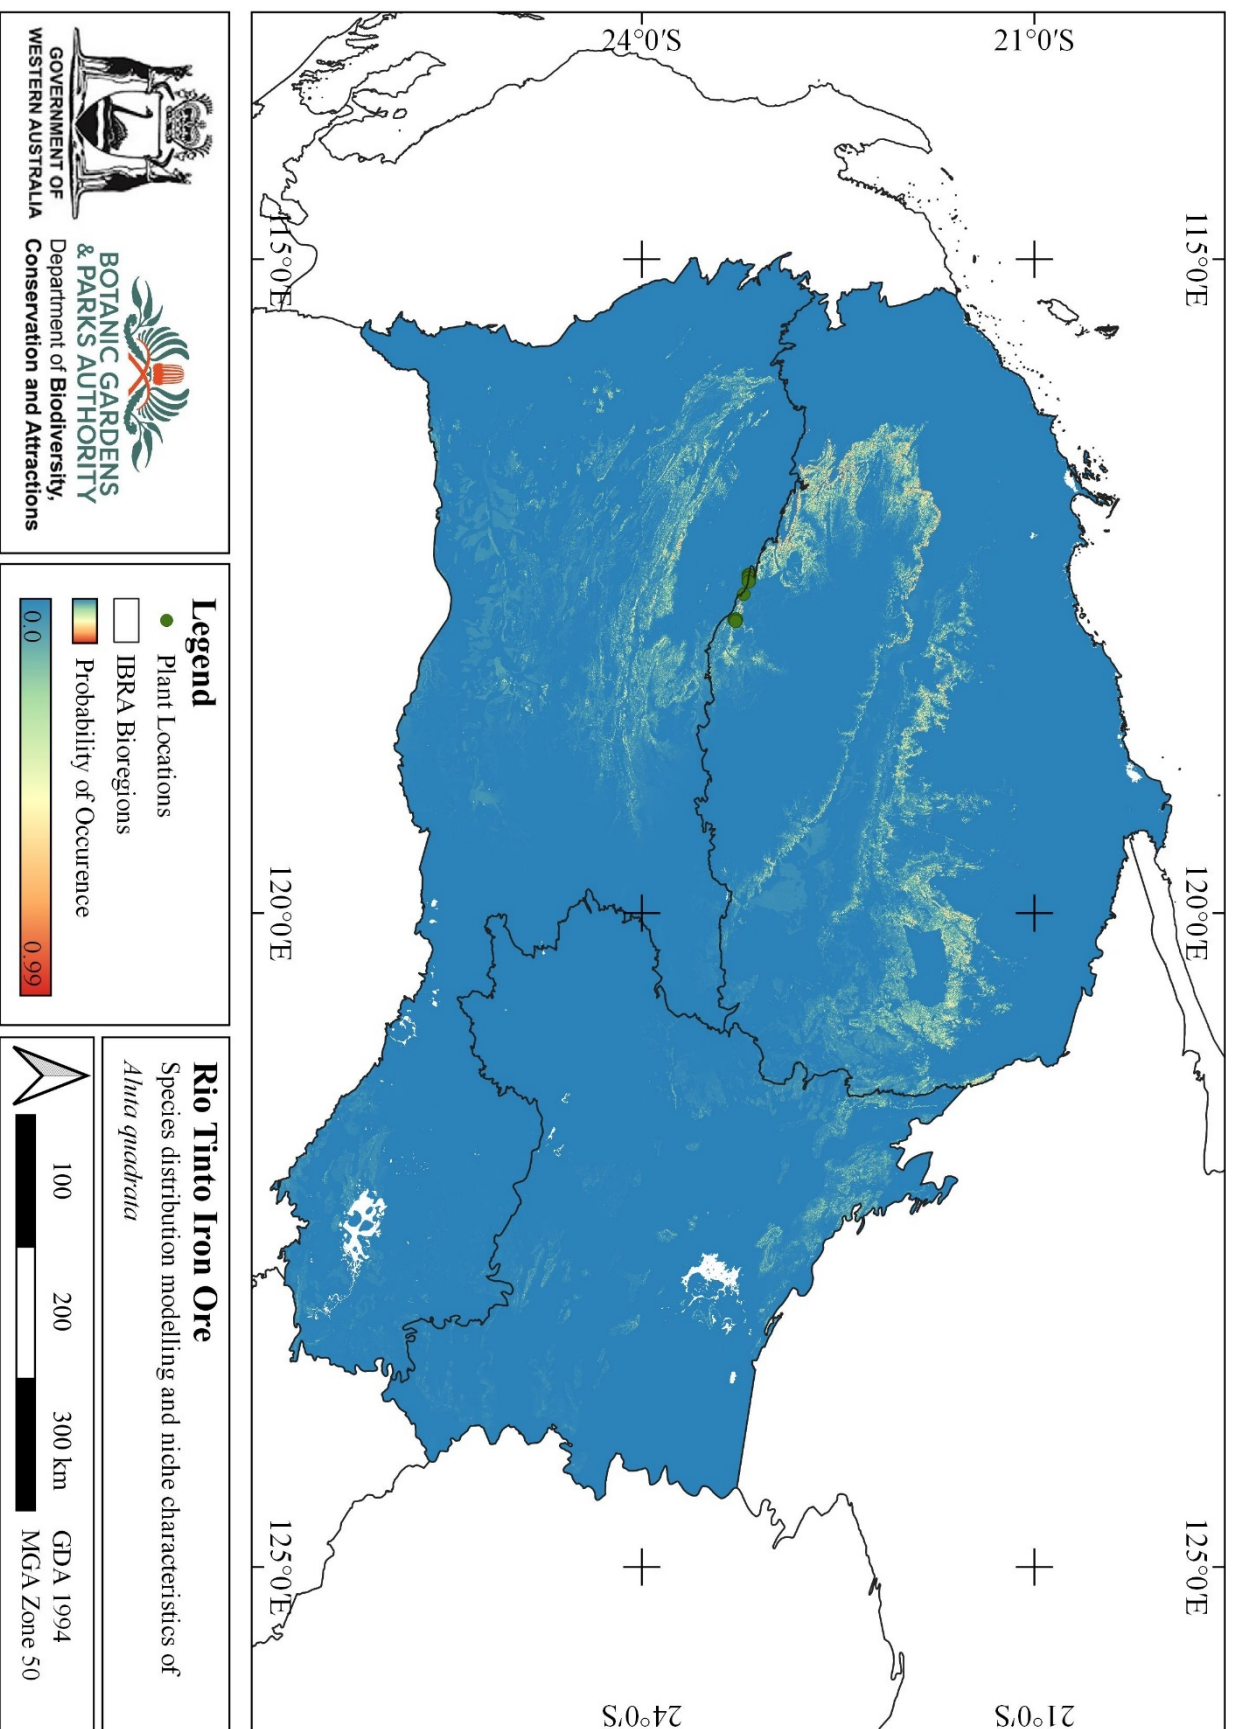 115°0'E
120°0'E
125°0'E
21°0'S
21°0'S
24°0'S
24°0'S
115°0'E
120°0'E
125°0'E
GOVERNMENT OF
WESTERN AUSTRALIA
BOTANIC GARDENS
& PARKS AUTHORITY
Department of Biodiversity,
Conservation and Attractions
Legend
Plant Locations
IBRA Bioregions
Probability of Occurence
0.0
0.99
Rio Tinto Iron Ore
Species distribution modelling and niche characteristics of
Aluta quadrata
100
200
300 km
GDA 1994
MGA Zone 50